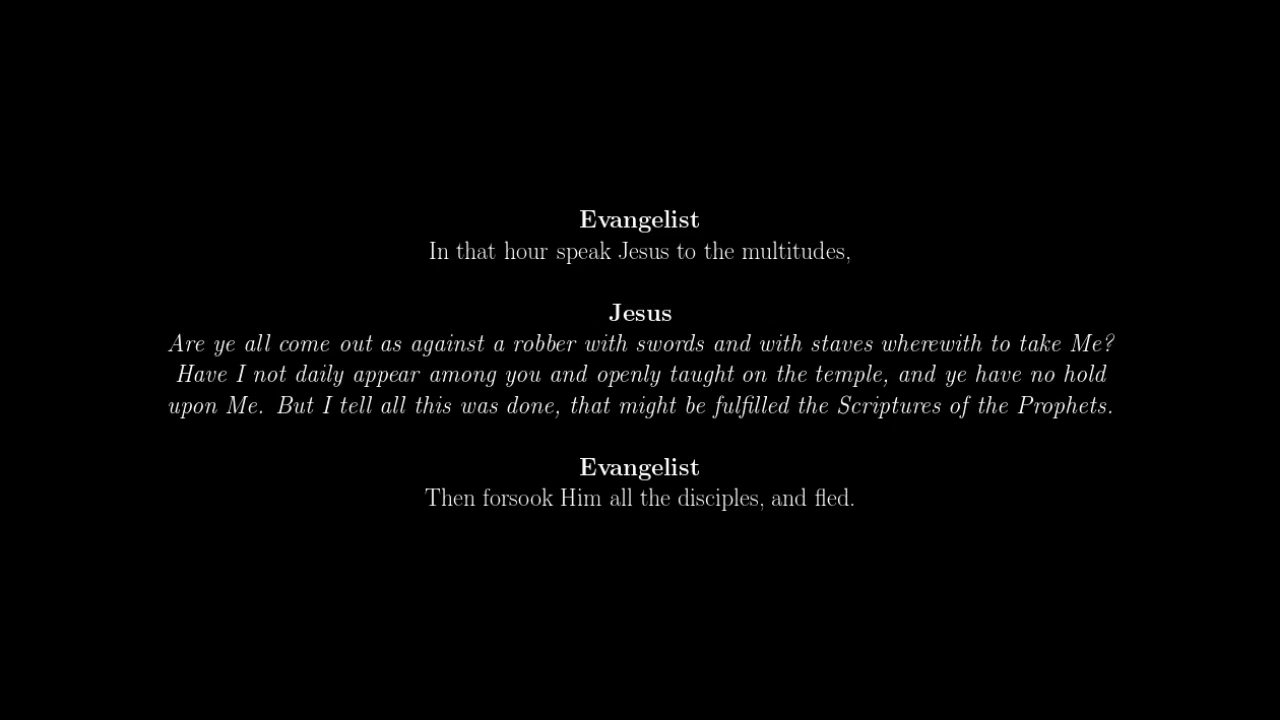 Evangelist
In that hour speak Jesus to the multitudes,
Jesus
Are ye all come out as against a robber with swords and with staves wherewith to take Me?
Have I not daily appear among you and openly taught on the temple, and ye have no hold
upon Me. But I tell all this was done, that might be fulfilled the Scriptures of the Prophets.
Evangelist
Then forsook Him all the disciples, and fled.